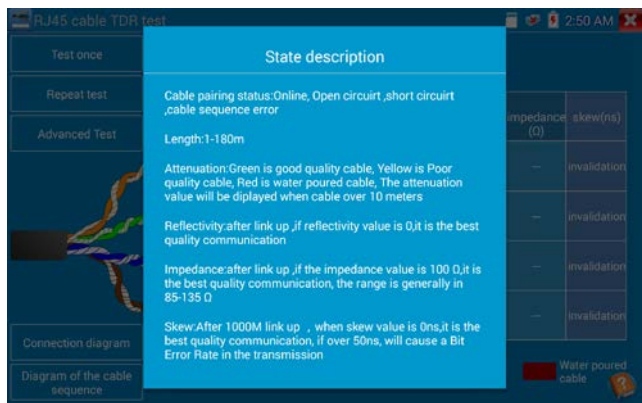 RJ45 cable TDR test
2:50 AM
Test once
Repeat test
Advanced Test
Connection diagram
Diagram of the cable
sequence
State description
Cable pairing status:Online, Open circuirt ,short circuirt
,cable sequence error
Length:1-180m
Attenuation:Green is good quality cable, Yellow is Poor
quality cable, Red is water poured cable, The attenuation
value will be diplayed when cable over 10 meters
Reflectivity:after link up ,if reflectivity value is 0,it is the best
quality communication
Impedance:after link up ,if the impedance value is 100 Ω,it is
the best quality communication, the range is generally in
85-135 Ω
Skew:After 1000M link up , when skew value is 0ns,it is the
best quality communication, if over 50ns, will cause a Bit
Error Rate in the transmission
impedance
(Ω)
skew(ns)
--- invalidation
--- invalidation
--- invalidation
--- invalidation
Water poured
cable